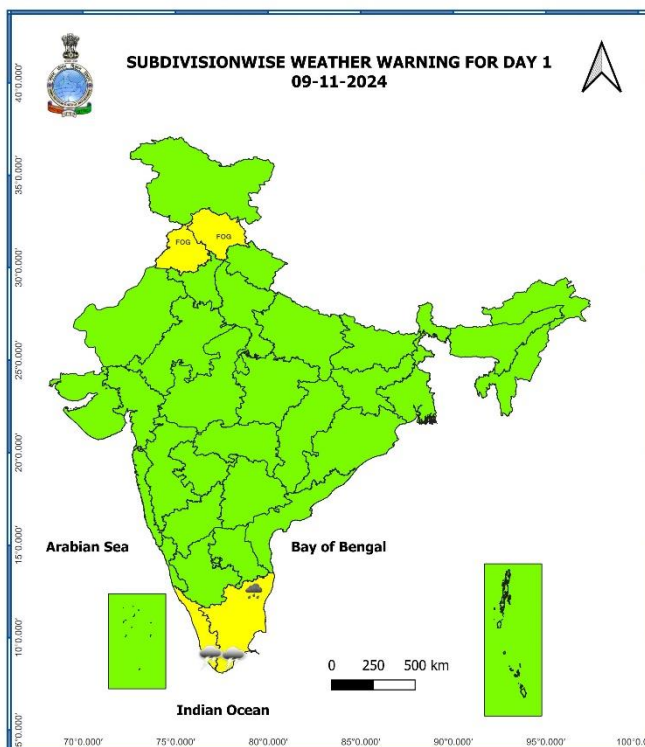 SUBDIVISIONWISE WEATHER WARNING FOR DAY 1
09-11-2024
40°0.000'
35°0.000'
FOG
FOG
30°0.000'
25°0.000'
20°0.000'
Arabian Sea
Bay of Bengal
15°0.000'
10°0.000'
0 250 500 km
Indian Ocean
5°0.000'
70°0.000' 75°0.000' 80°0.000' 85°0.000' 90°0.000' 95°0.000' 100°0.